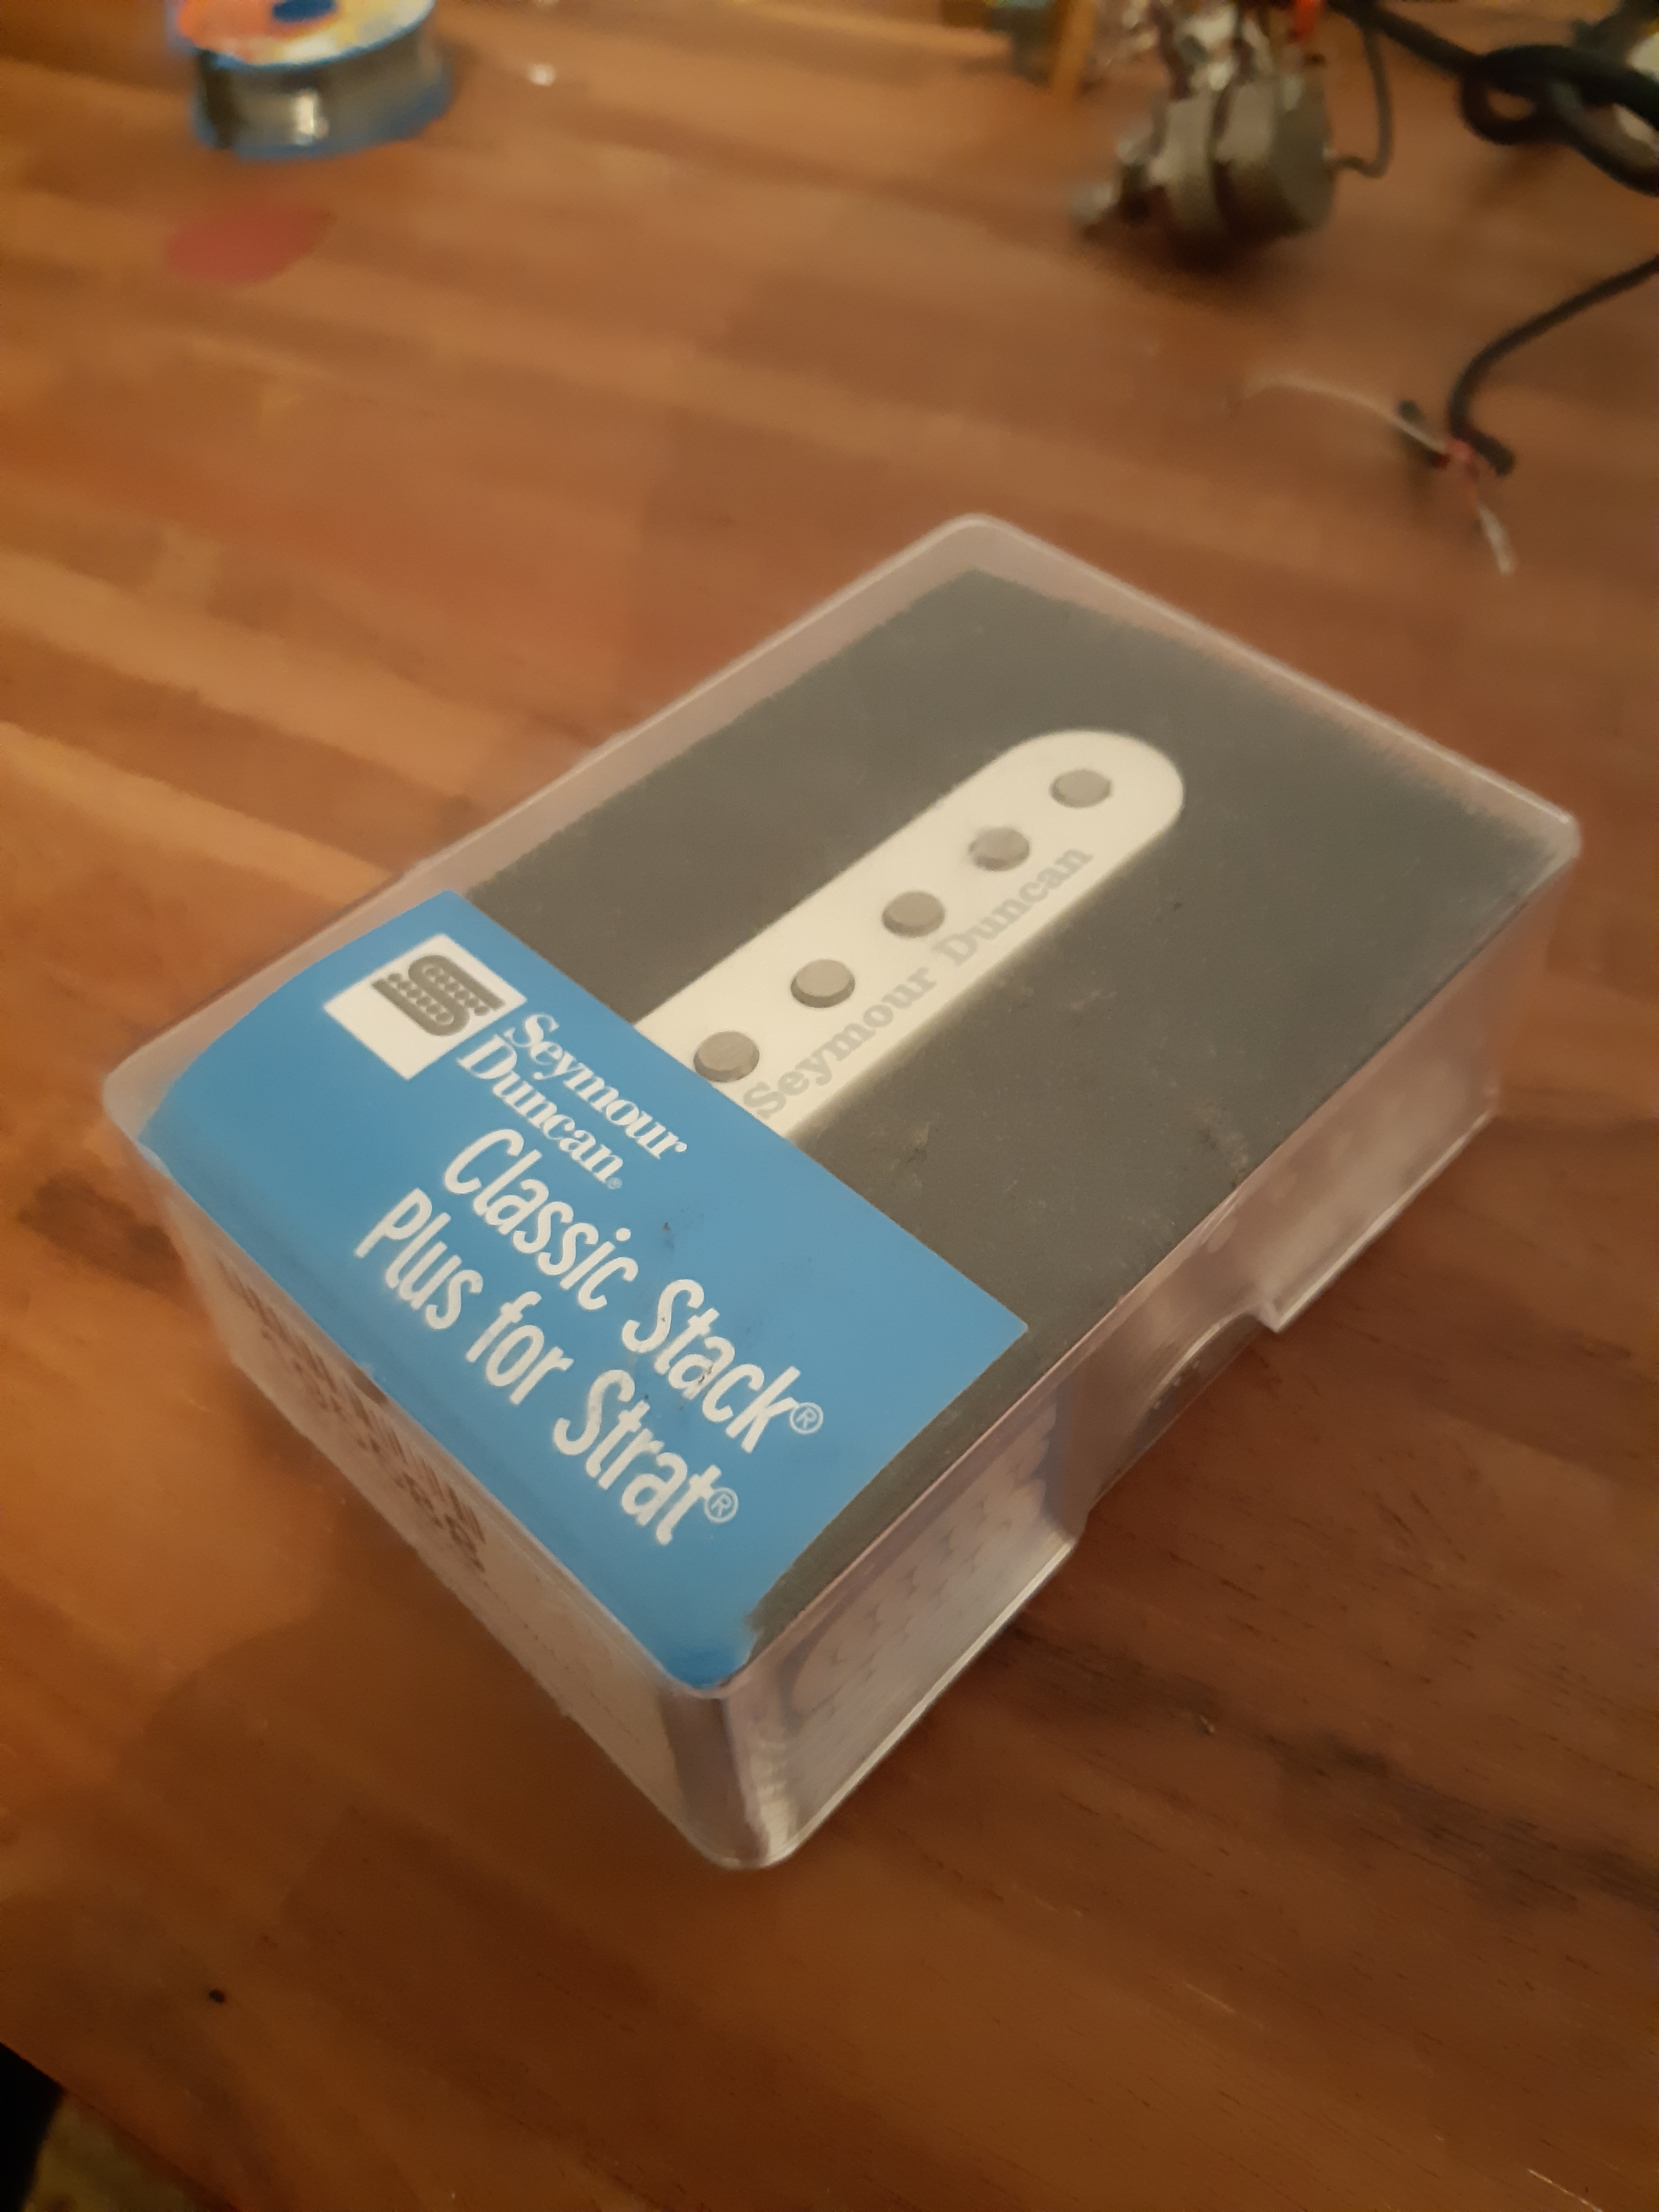 Seymour
Duncan®
Classic Stack®
Plus for Strat®
Seymour Duncan